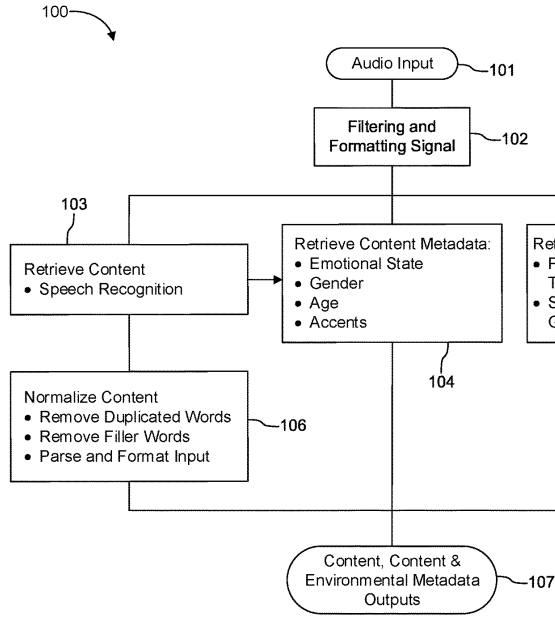 100
Audio Input
101
Filtering and
Formatting Signal
102
103
Retrieve Content
• Speech Recognition
Retrieve Content Metadata:
• Emotional State
• Gender
• Age
• Accents
104
Normalize Content
• Remove Duplicated Words
• Remove Filler Words
• Parse and Format Input
106
Content, Content &
Environmental Metadata
Outputs
107